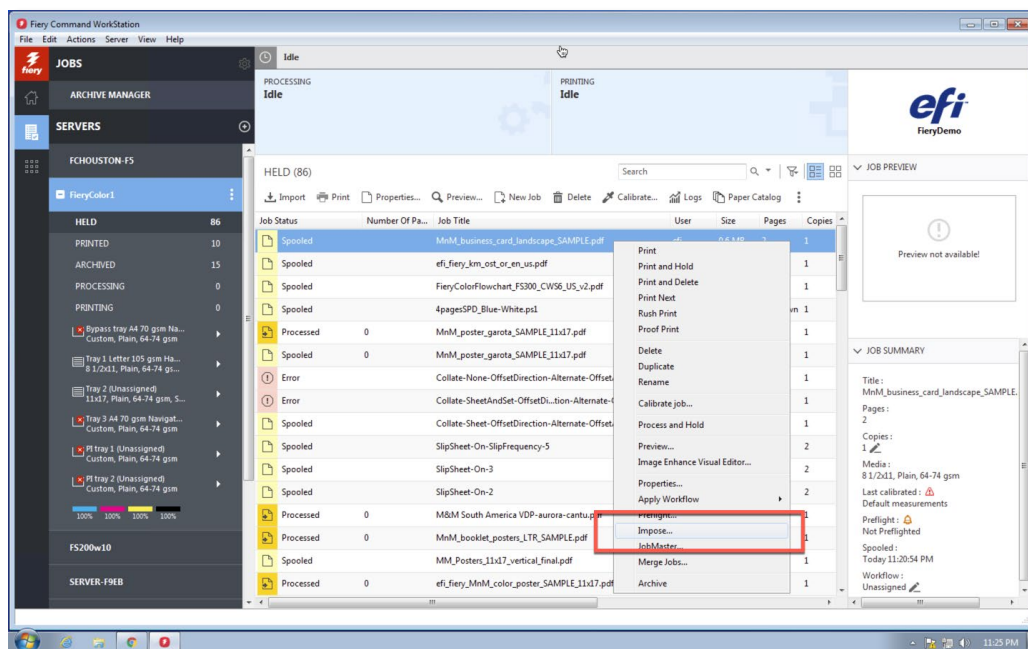 Fiery Command WorkStation
File Edit Actions Server View Help
fiery
JOBS
Idle
ARCHIVE MANAGER
SERVERS
FCHOUSTON-F5
FieryColor1
HELD 86
PRINTED 10
ARCHIVED 15
PROCESSING 0
PRINTING 0
Bypass tray A4 70 gsm Na...
Custom, Plain, 64-74 gsm
Tray 1 Letter 105 gsm Ha...
8 1/2x11, Plain, 64-74 gs...
Tray 2 (Unassigned)
11x17, Plain, 64-74 gsm, S...
Tray 3 A4 70 gsm Navigat...
Custom, Plain, 64-74 gsm
PI tray 1 (Unassigned)
Custom, Plain, 64-74 gsm
PI tray 2 (Unassigned)
Custom, Plain, 64-74 gsm
100% 100% 100% 100%
FS200w10
SERVER-F9EB
PROCESSING
Idle
PRINTING
Idle
HELD (86)
Search
Import Print Properties... Preview... New Job Delete Calibrate... Logs Paper Catalog
Job Status Number Of Pa... Job Title User Size Pages Copies
Spooled MnM_business_card_landscape_SAMPLE.pdf efi 0.6 MB 2 1
Spooled efi_fiery_km_ost_or_en_us.pdf 1
Spooled FieryColorFlowchart_FS300_CWS6_US_v2.pdf 1
Spooled 4pagesSPD_Blue-White.ps1 wn 1
Processed 0 MnM_poster_garota_SAMPLE_11x17.pdf 1
Processed 0 MnM_poster_garota_SAMPLE_11x17.pdf 1
Error Collate-None-OffsetDirection-Alternate-Offset 1
Error Collate-SheetAndSet-OffsetDi...tion-Alternate- 1
Spooled Collate-Sheet-OffsetDirection-Alternate-Offset 1
Spooled SlipSheet-On-SlipFrequency-5 2
Spooled SlipSheet-On-3 2
Spooled SlipSheet-On-2 2
Processed 0 M&M South America VDP-aurora-cantu.p 1
Processed 0 MnM_booklet_posters_LTR_SAMPLE.pdf 1
Spooled MM_Posters_11x17_vertical_final.pdf 1
Processed 0 efi_fiery_MnM_color_poster_SAMPLE_11x17.pdf 1
Print
Print and Hold
Print and Delete
Print Next
Rush Print
Proof Print
Delete
Duplicate
Rename
Calibrate job...
Process and Hold
Preview...
Image Enhance Visual Editor...
Properties...
Apply Workflow
Preflight...
Impose...
JobMaster...
Merge Jobs...
Archive
efi
FieryDemo
JOB PREVIEW
Preview not available!
JOB SUMMARY
Title :
MnM_business_card_landscape_SAMPLE.
Pages :
2
Copies :
1
Media :
8 1/2x11, Plain, 64-74 gsm
Last calibrated :
Default measurements
Preflight :
Not Preflighted
Spooled :
Today 11:20:54 PM
Workflow :
Unassigned
11:25 PM